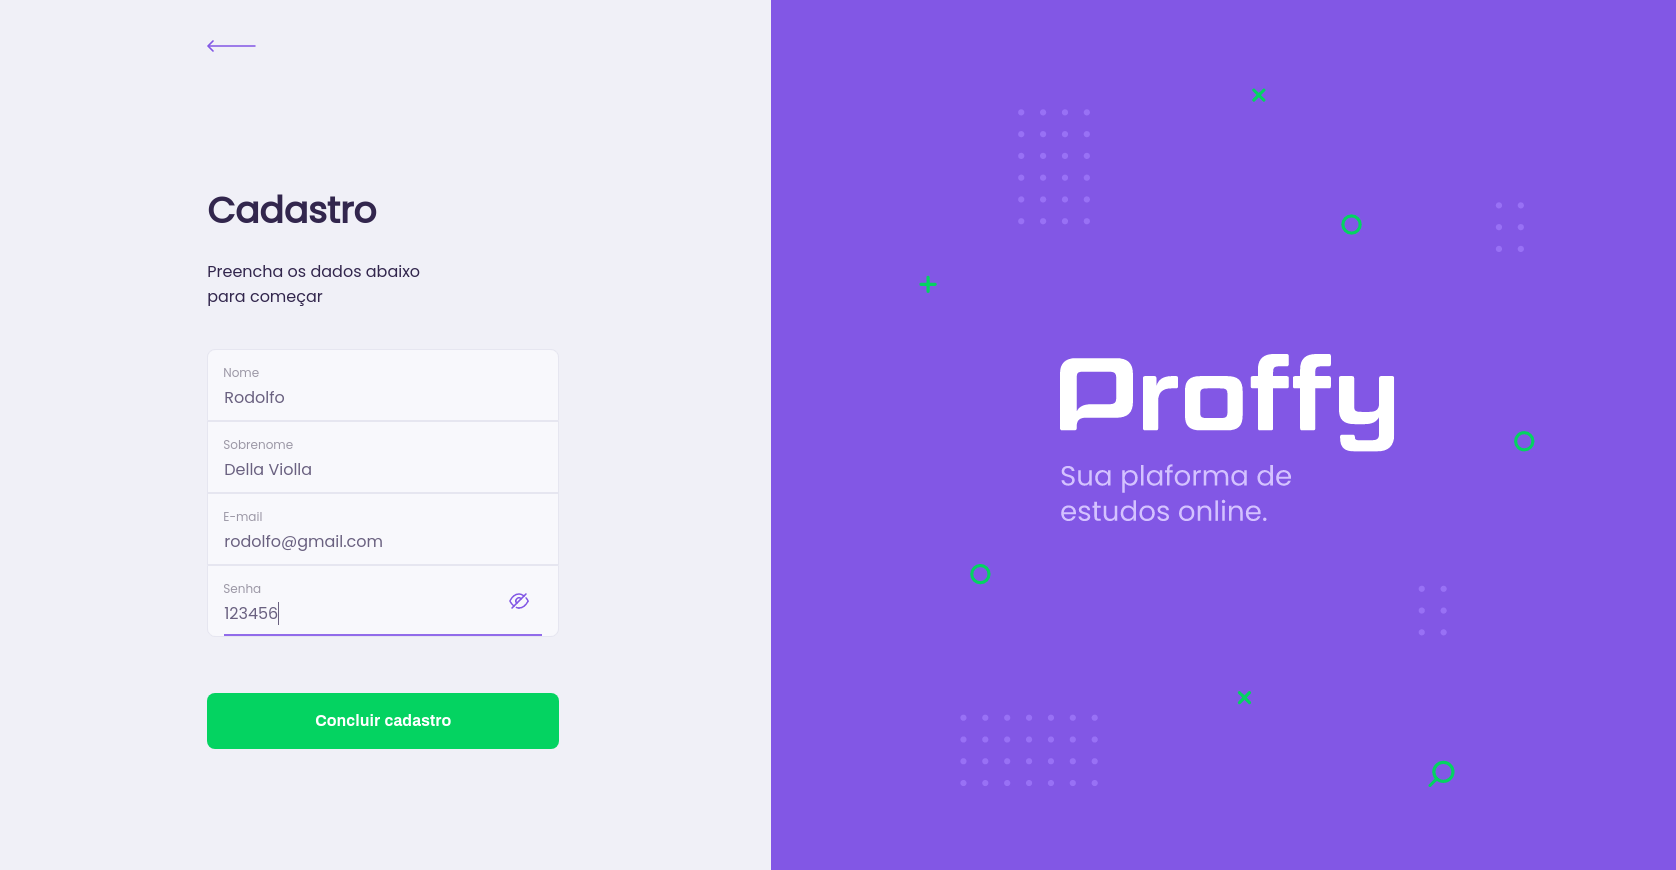 Cadastro
Preencha os dados abaixo
para começar
Nome
Rodolfo
Sobrenome
Della Violla
E-mail
rodolfo@gmail.com
Senha
123456
Concluir cadastro
Proffy
Sua plaforma de
estudos online.